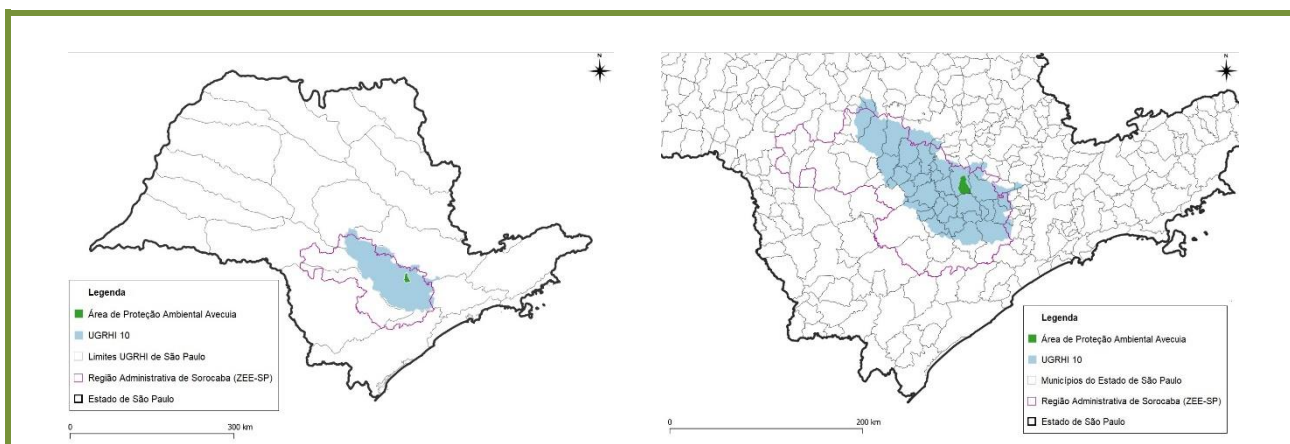 N
Legenda
Área de Proteção Ambiental Avecuia
UGRHI 10
Limites UGRHI de São Paulo
Região Administrativa de Sorocaba (ZEE-SP)
Estado de São Paulo
0
300 km
N
Legenda
Área de Proteção Ambiental Avecuia
UGRHI 10
Municípios do Estado de São Paulo
Região Administrativa de Sorocaba (ZEE-SP)
Estado de São Paulo
0
200 km